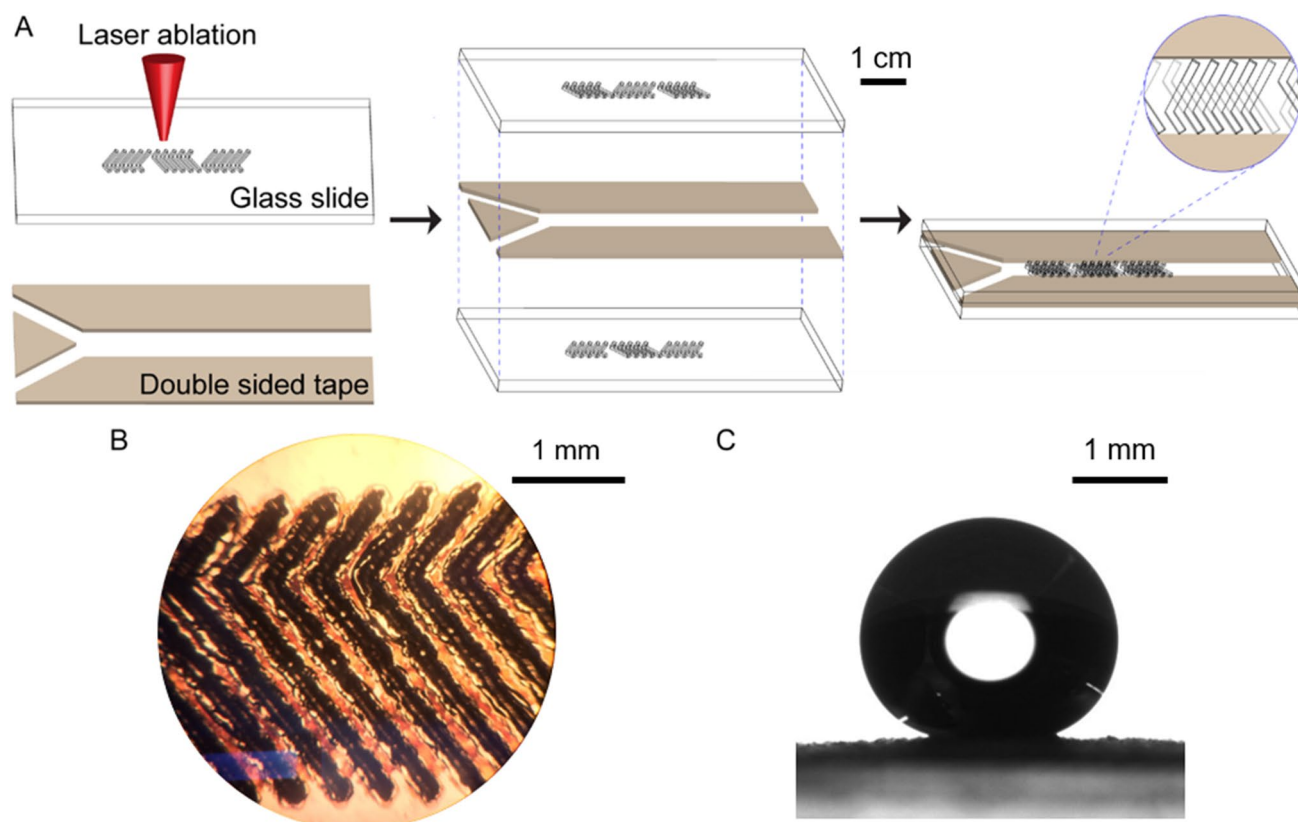 A
Laser ablation
Glass slide
Double sided tape
1 cm
B
1 mm
C
1 mm